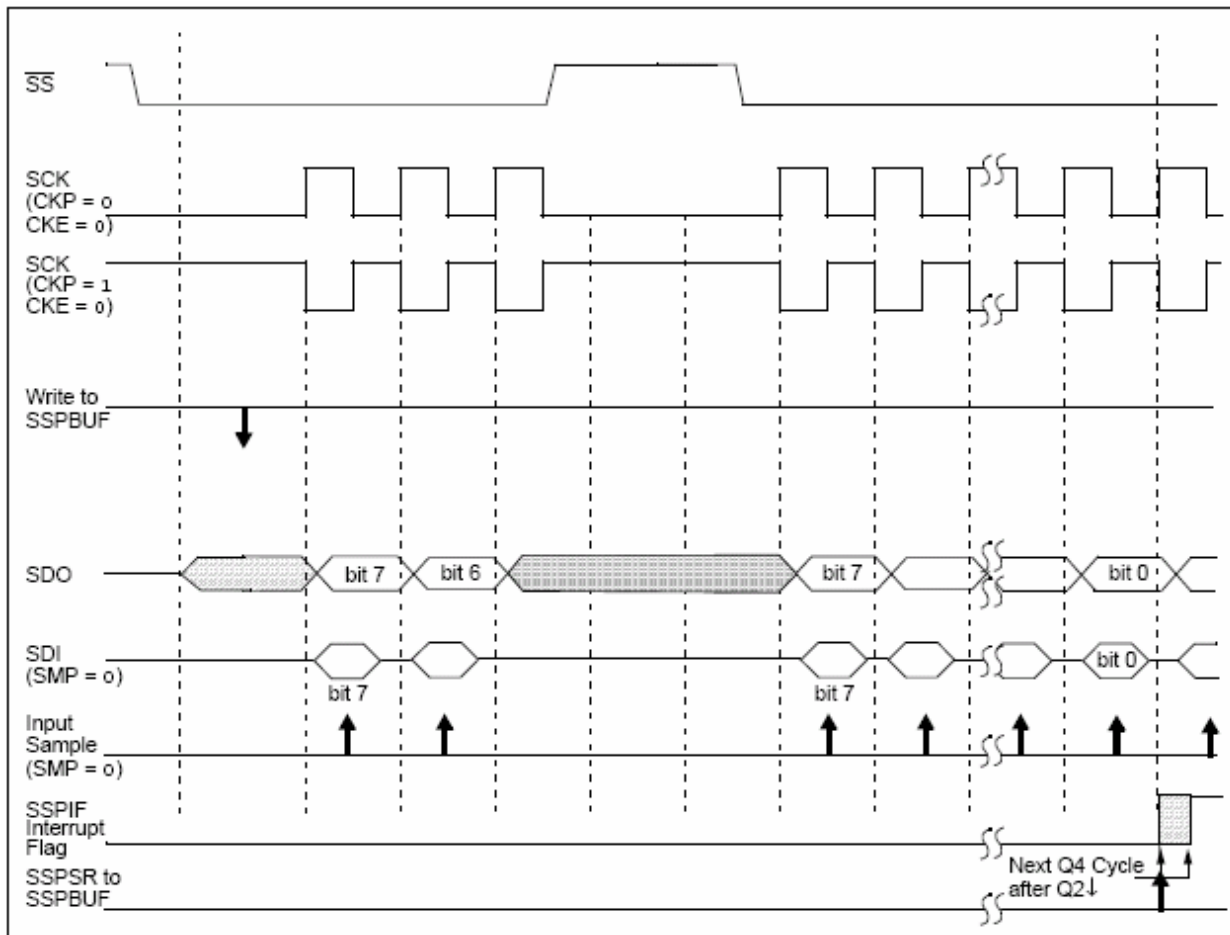 SS
SCK
(CKP = 0
CKE = 0)
SCK
(CKP = 1
CKE = 0)
Write to
SSPBUF
SDO
bit 7
bit 6
bit 7
bit 0
SDI
(SMP = 0)
bit 7
bit 7
bit 0
Input
Sample
(SMP = 0)
SSPIF
Interrupt
Flag
Next Q4 Cycle
after Q2↓
SSPSR to
SSPBUF